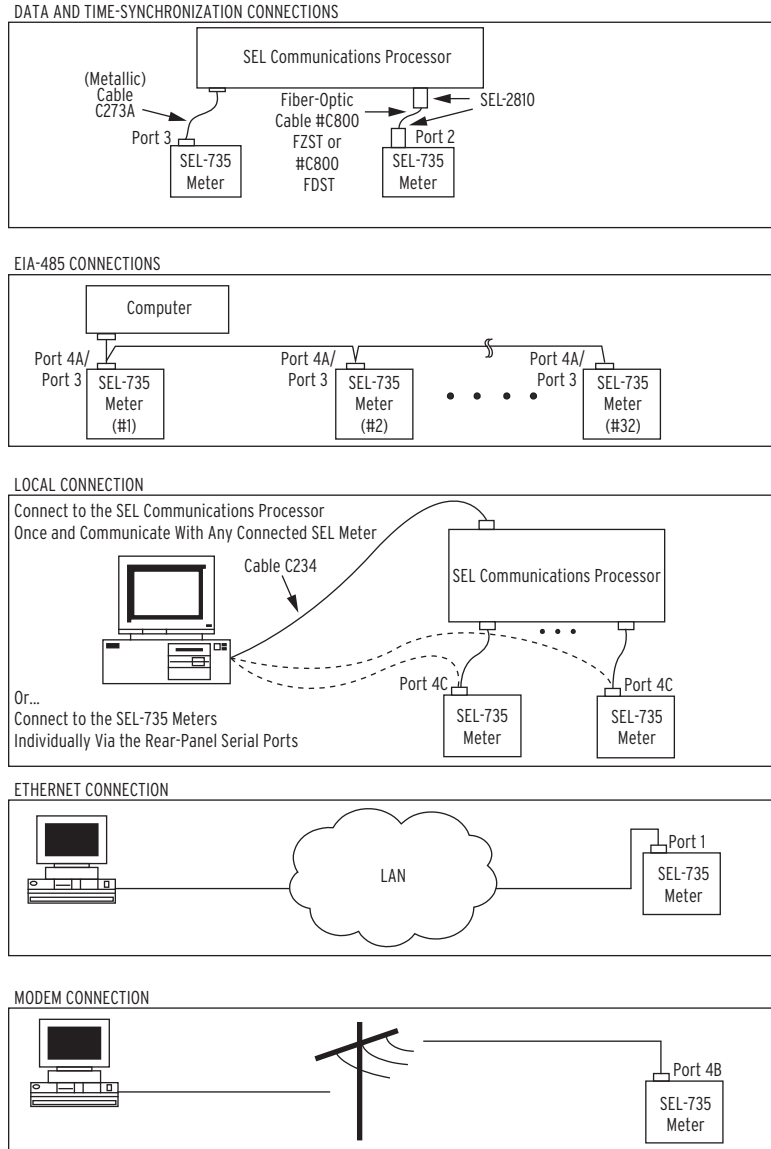 DATA AND TIME-SYNCHRONIZATION CONNECTIONS
SEL Communications Processor
(Metallic)
Cable
C273A
Port 3
SEL-735
Meter
Fiber-Optic
Cable #C800
FZST or
#C800
FDST
SEL-2810
Port 2
SEL-735
Meter
EIA-485 CONNECTIONS
Computer
Port 4A/
Port 3
SEL-735
Meter
(#1)
Port 4A/
Port 3
SEL-735
Meter
(#2)
Port 4A/
Port 3
SEL-735
Meter
(#32)
LOCAL CONNECTION
Connect to the SEL Communications Processor
Once and Communicate With Any Connected SEL Meter
Cable C234
SEL Communications Processor
Or...
Connect to the SEL-735 Meters
Individually Via the Rear-Panel Serial Ports
Port 4C
SEL-735
Meter
Port 4C
SEL-735
Meter
ETHERNET CONNECTION
LAN
Port 1
SEL-735
Meter
MODEM CONNECTION
Port 4B
SEL-735
Meter